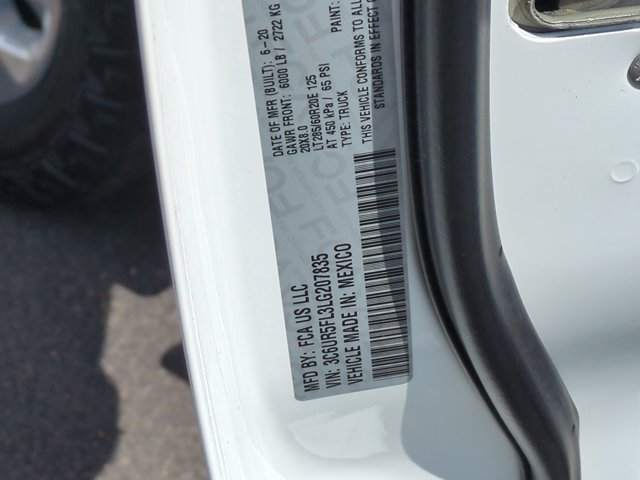 MFD BY: FCA US LLC
DATE OF MFR (BUILT): 6-20
GAWR FRONT: 6000 LB / 2722 KG
20X8.0
LT285/60R20E 125
AT 450 kPa / 65 PSI
TYPE: TRUCK
VIN: 3C6UR5FL3LG207835
VEHICLE MADE IN: MEXICO
THIS VEHICLE CONFORMS TO ALL
STANDARDS IN EFFECT O
PAINT: